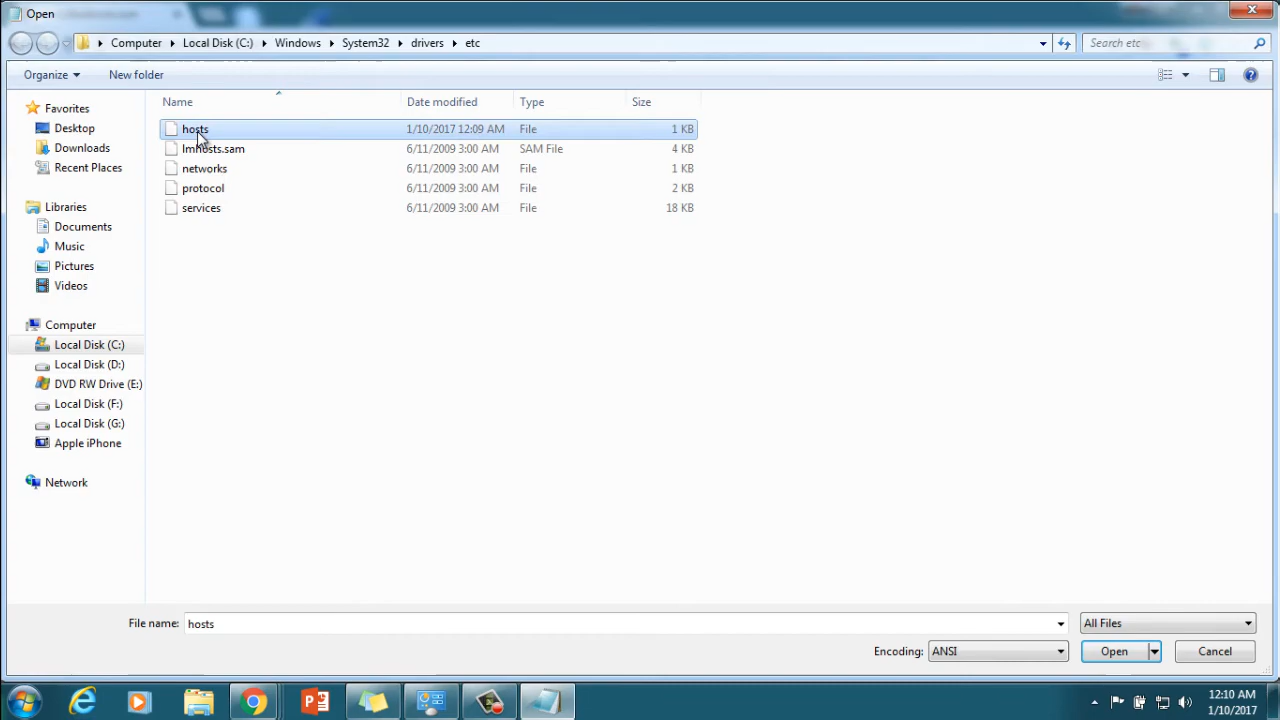 Open
Computer Local Disk (C:) Windows System32 drivers etc
Search etc
Organize New folder
Name Date modified Type Size
Favorites
Desktop
Downloads
Recent Places
Libraries
Documents
Music
Pictures
Videos
Computer
Local Disk (C:)
Local Disk (D:)
DVD RW Drive (E:)
Local Disk (F:)
Local Disk (G:)
Apple iPhone
Network
hosts 1/10/2017 12:09 AM File 1 KB
lmhosts.sam 6/11/2009 3:00 AM SAM File 4 KB
networks 6/11/2009 3:00 AM File 1 KB
protocol 6/11/2009 3:00 AM File 2 KB
services 6/11/2009 3:00 AM File 18 KB
File name: hosts All Files
Encoding: ANSI Open Cancel
12:10 AM
1/10/2017